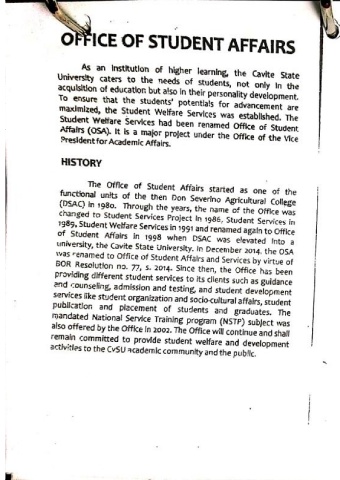 OFFICE OF STUDENT AFFAIRS
As an institution of higher learning, the Cavite State
University caters to the needs of students, not only in the
acquisition of education but also in their personality development.
To ensure that the students' potentials for advancement are
maximized, the Student Welfare Services was established. The
Student Welfare Services had been renamed Office of Student
Affairs (OSA). It is a major project under the Office of the Vice
President for Academic Affairs.
HISTORY
The Office of Student Affairs started as one of the
functional units of the then Don Severino Agricultural College
(DSAC) in 1980. Through the years, the name of the Office was
changed to Student Services Project in 1986, Student Services in
1989, Student Welfare Services in 1991 and renamed again to Office
of Student Affairs in 1998 when DSAC was elevated into a
university, the Cavite State University. In December 2014, the OSA
was renamed to Office of Student Affairs and Services by virtue of
BOR Resolution no. 77, s. 2014. Since then, the Office has been
providing different student services to its clients such as guidance
and counseling, admission and testing, and student development
services like student organization and socio-cultural affairs, student
publication and placement of students and graduates. The
mandated National Service Training program (NSTP) subject was
also offered by the Office in 2002. The Office will continue and shall
remain committed to provide student welfare and development
activities to the CvSU academic community and the public.